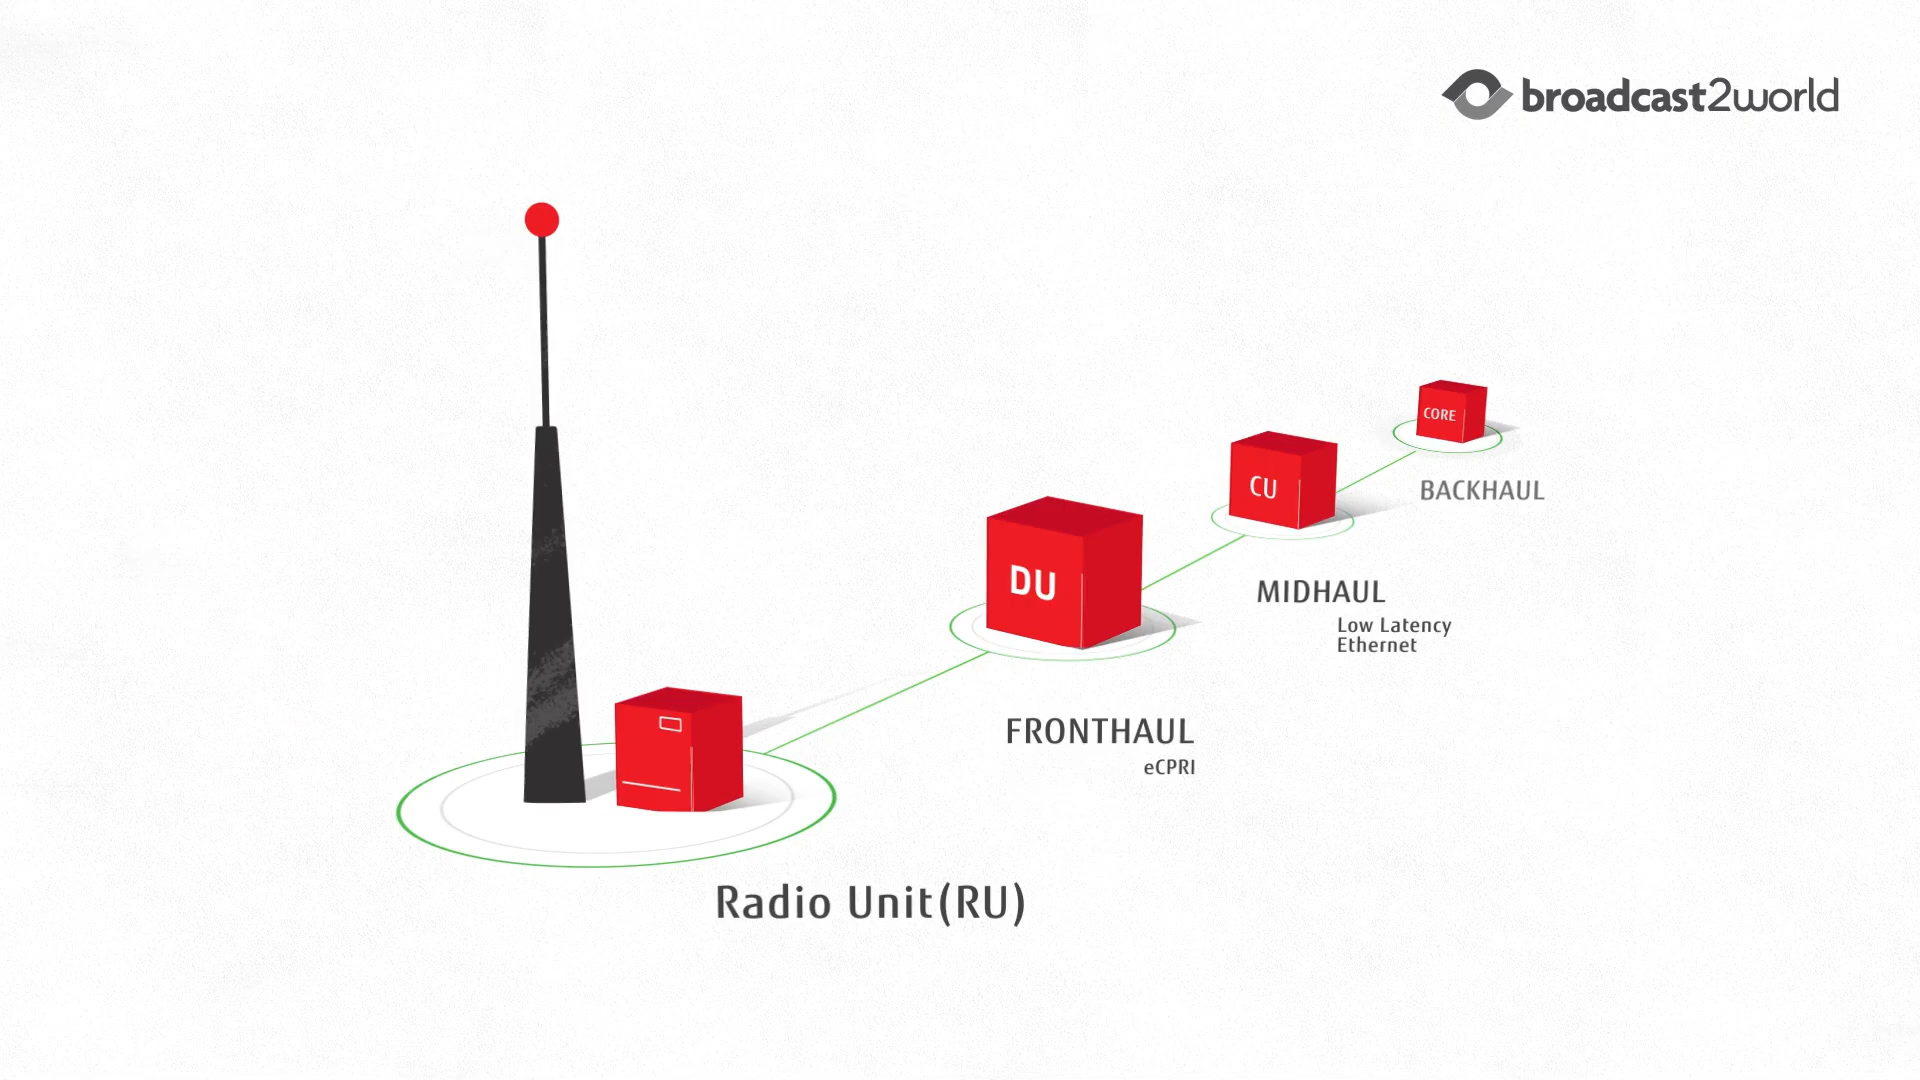 broadcast2world
CORE
CU
BACKHAUL
DU
MIDHAUL
Low Latency
Ethernet
FRONTHAUL
eCPRI
Radio Unit(RU)